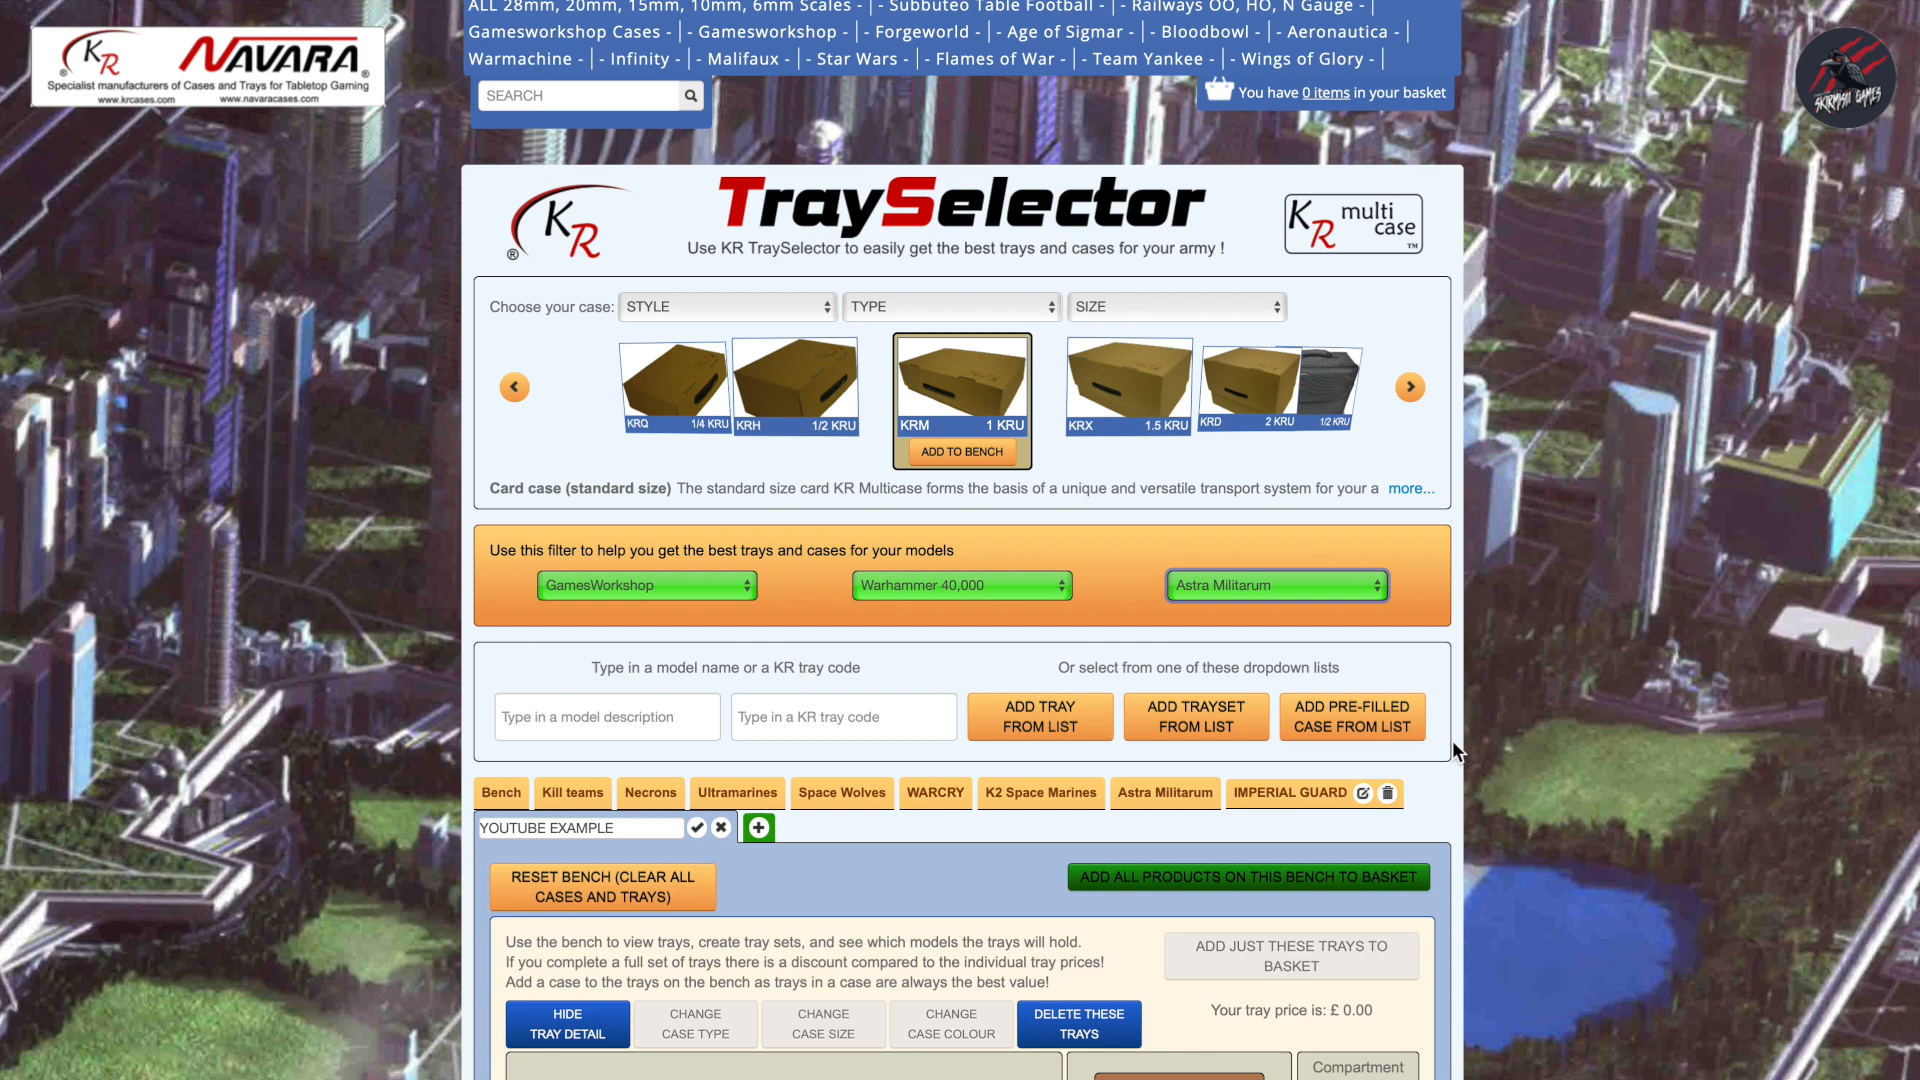 ALL 28mm, 20mm, 15mm, 10mm, 6mm Scales - | - Subbuteo Table Football - | - Railways OO, HO, N Gauge - |
Gamesworkshop Cases - | - Gamesworkshop - | - Forgeworld - | - Age of Sigmar - | - Bloodbowl - | - Aeronautica - |
Warmachine - | - Infinity - | - Malifaux - | - Star Wars - | - Flames of War - | - Team Yankee - | - Wings of Glory - |
KR ® NAVARA ®
Specialist manufacturers of Cases and Trays for Tabletop Gaming
www.krcases.com www.navaracases.com
SKIRMISH GAMES
SEARCH
You have 0 items in your basket
KR ®
TraySelector
Use KR TraySelector to easily get the best trays and cases for your army !
KR multi case ™
Choose your case: STYLE TYPE SIZE
KRQ 1/4 KRU
KRH 1/2 KRU
KRM 1 KRU
KRX 1.5 KRU
KRD 2 KRU 1/2 KRU
ADD TO BENCH
Card case (standard size) The standard size card KR Multicase forms the basis of a unique and versatile transport system for your a more...
Use this filter to help you get the best trays and cases for your models
GamesWorkshop Warhammer 40,000 Astra Militarum
Type in a model name or a KR tray code Or select from one of these dropdown lists
Type in a model description
Type in a KR tray code
ADD TRAY
FROM LIST
ADD TRAYSET
FROM LIST
ADD PRE-FILLED
CASE FROM LIST
Bench Kill teams Necrons Ultramarines Space Wolves WARCRY K2 Space Marines Astra Militarum IMPERIAL GUARD
YOUTUBE EXAMPLE
RESET BENCH (CLEAR ALL
CASES AND TRAYS)
ADD ALL PRODUCTS ON THIS BENCH TO BASKET
Use the bench to view trays, create tray sets, and see which models the trays will hold.
If you complete a full set of trays there is a discount compared to the individual tray prices!
Add a case to the trays on the bench as trays in a case are always the best value!
ADD JUST THESE TRAYS TO
BASKET
HIDE
TRAY DETAIL
CHANGE
CASE TYPE
CHANGE
CASE SIZE
CHANGE
CASE COLOUR
DELETE THESE
TRAYS
Your tray price is: £ 0.00
Compartment